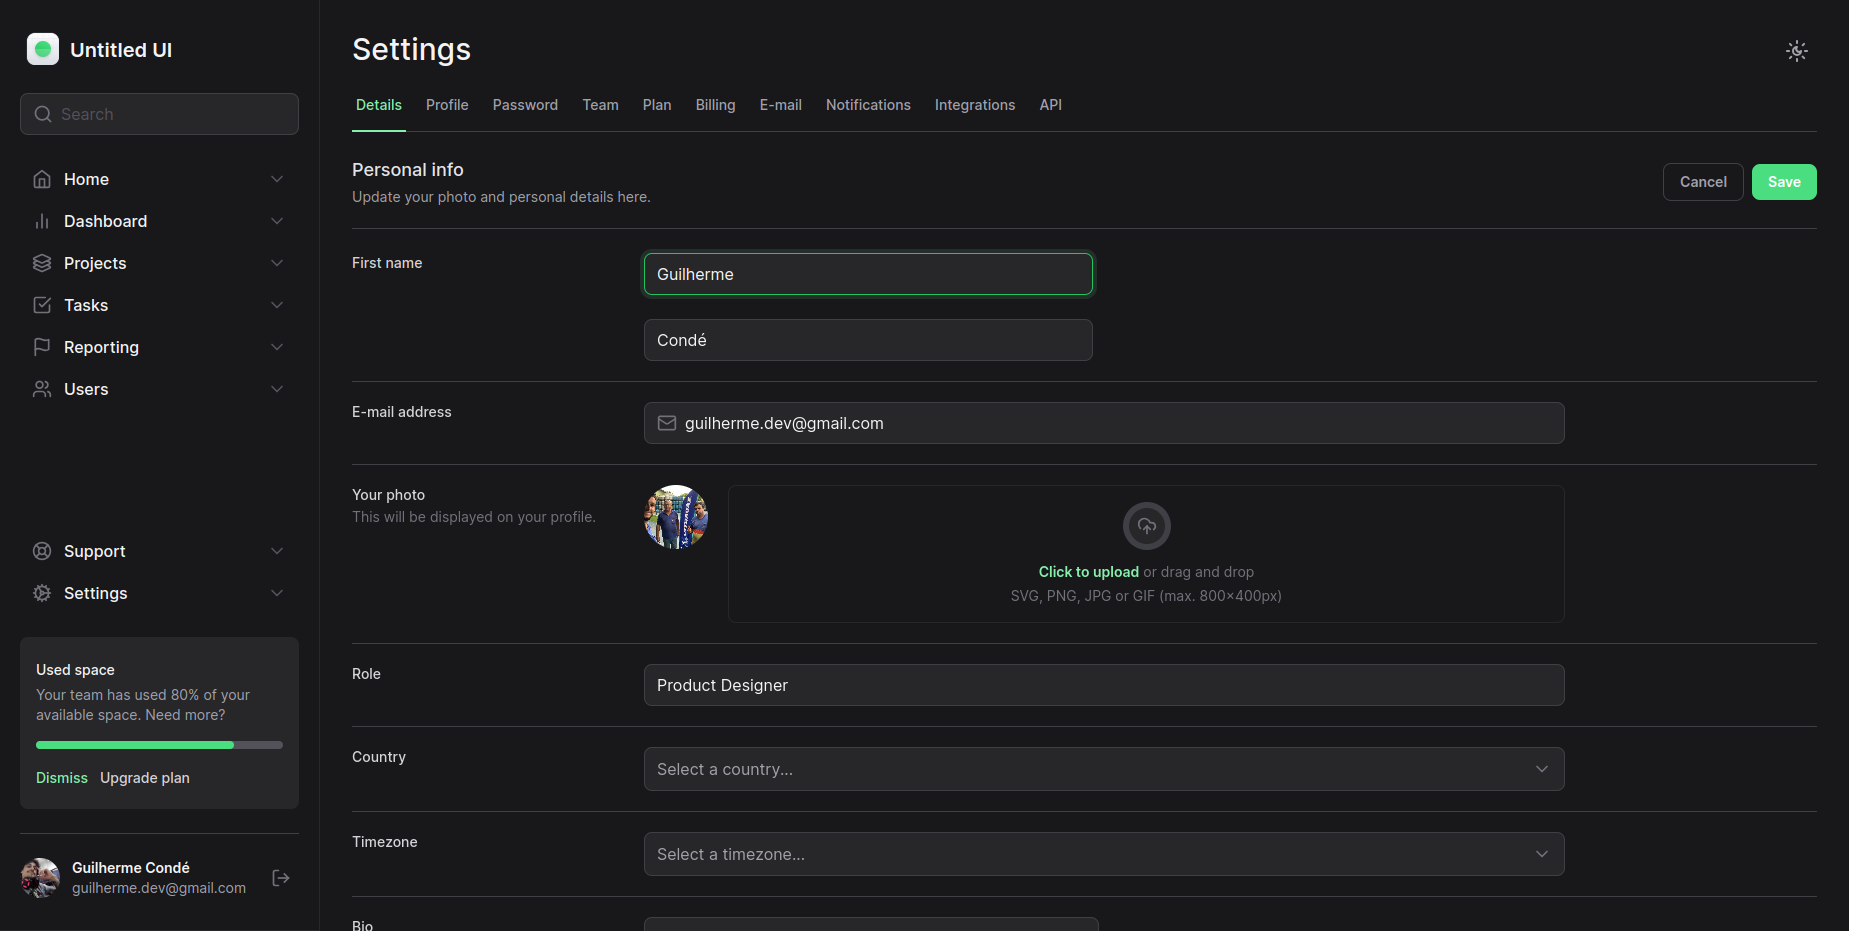 Untitled UI
Search
Home
Dashboard
Projects
Tasks
Reporting
Users
Support
Settings
Used space
Your team has used 80% of your
available space. Need more?
Dismiss Upgrade plan
Guilherme Condé
guilherme.dev@gmail.com
Settings
Details Profile Password Team Plan Billing E-mail Notifications Integrations API
Personal info
Update your photo and personal details here.
Cancel Save
First name
Guilherme
Condé
E-mail address
guilherme.dev@gmail.com
Your photo
This will be displayed on your profile.
Click to upload or drag and drop
SVG, PNG, JPG or GIF (max. 800×400px)
Role
Product Designer
Country
Select a country...
Timezone
Select a timezone...
Bio